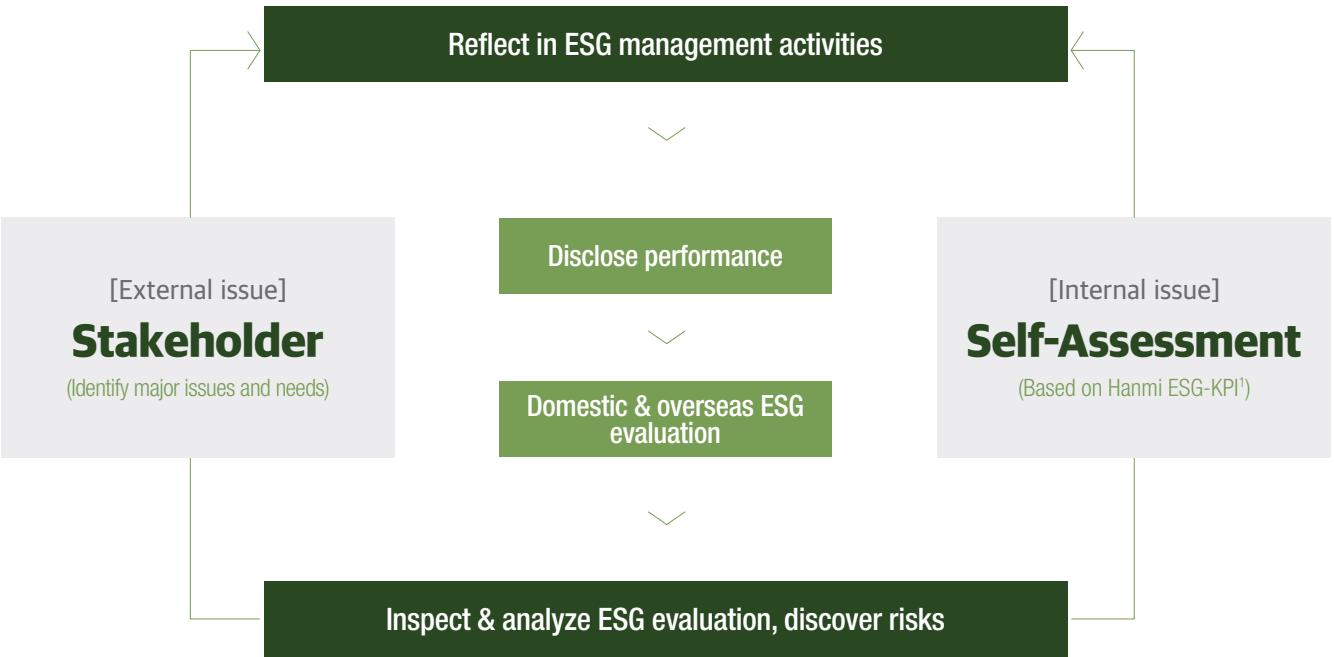 Reflect in ESG management activities
[External issue]
Stakeholder
(Identify major issues and needs)
Disclose performance
Domestic & overseas ESG
evaluation
[Internal issue]
Self-Assessment
(Based on Hanmi ESG-KPI¹)
Inspect & analyze ESG evaluation, discover risks